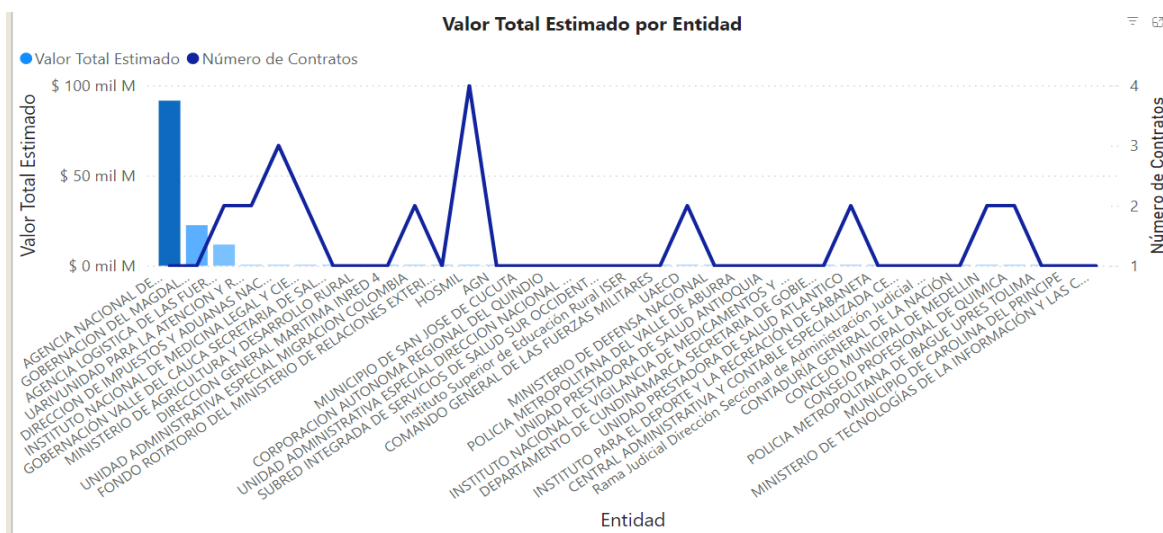 Valor Total Estimado por Entidad
Valor Total Estimado
Número de Contratos
$ 100 mil M
$ 50 mil M
$ 0 mil M
Valor Total Estimado
4
3
2
1
Número de Contratos
AGENCIA NACIONAL DE...
GOBERNACION DEL MAGDAL...
AGENCIA LOGISTICA DE LAS FUER...
UARIUNIDAD PARA LA ATENCION Y R...
DIRECCION DE IMPUESTOS Y ADUANAS NAC...
INSTITUTO NACIONAL DE MEDICINA LEGAL Y CIE...
GOBERNACIÓN VALLE DEL CAUCA SECRETARIA DE SAL...
MINISTERIO DE AGRICULTURA Y DESARROLLO RURAL
DIRECCION GENERAL MARITIMA UNRED 4
UNIDAD ADMINISTRATIVA ESPECIAL MIGRACION COLOMBIA
FONDO ROTATORIO DEL MINISTERIO DE RELACIONES EXTERI...
HOSMIL
AGN
MUNICIPIO DE SAN JOSE DE CUCUTA
CORPORACION AUTONOMA REGIONAL DEL QUINDIO
UNIDAD ADMINISTRATIVA ESPECIAL DIRECCION NACIONAL ...
SUBRED INTEGRADA DE SERVICIOS DE SALUD SUR OCCIDENT...
Instituto Superior de Educación Rural ISER
COMANDO GENERAL DE LAS FUERZAS MILITARES
UAECD
MINISTERIO DE DEFENSA NACIONAL
POLICIA METROPOLITANA DEL VALLE DE ABURRA
UNIDAD PRESTADORA DE SALUD ANTIOQUIA
INSTITUTO NACIONAL DE VIGILANCIA DE MEDICAMENTOS Y ...
DEPARTAMENTO DE CUNDINAMARCA SECRETARIA DE GOBIE...
UNIDAD PRESTADORA DE SALUD ATLANTICO
INSTITUTO PARA EL DEPORTE Y LA RECREACIÓN DE SABANETA
CENTRAL ADMINISTRATIVA Y CONTABLE ESPECIALIZADA CE...
Rama Judicial Dirección Seccional de Administración Judicial ...
CONTADURÍA GENERAL DE LA NACIÓN
CONCEJO MUNICIPAL DE MEDELLIN
CONSEJO PROFESIONAL DE QUIMICA
POLICIA METROPOLITANA DE IBAGUE UPRES TOLIMA
MUNICIPIO DE CAROLINA DEL PRINCIPE
MINISTERIO DE TECNOLOGÍAS DE LA INFORMACIÓN Y LAS C...
Entidad